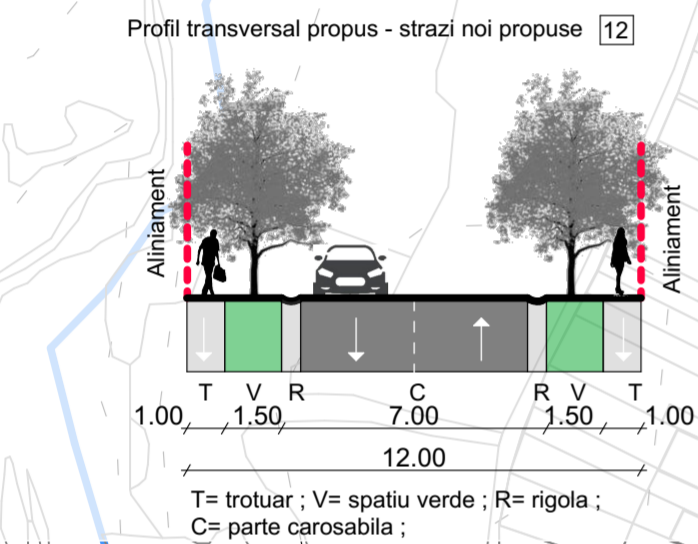 Profil transversal propus - strazi noi propuse 12
Aliniament
Aliniament
T V R C R V T
1.00 1.50 7.00 1.50 1.00
12.00
T= trotuar ; V= spatiu verde ; R= rigola ;
C= parte carosabila ;